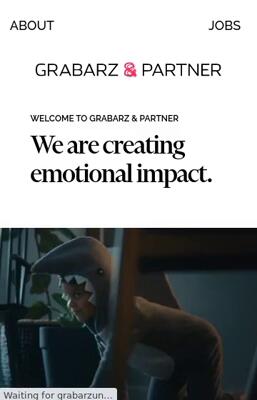 ABOUT JOBS
GRABARZ & PARTNER
WELCOME TO GRABARZ & PARTNER
We are creating
emotional impact.
Waiting for grabarzun...